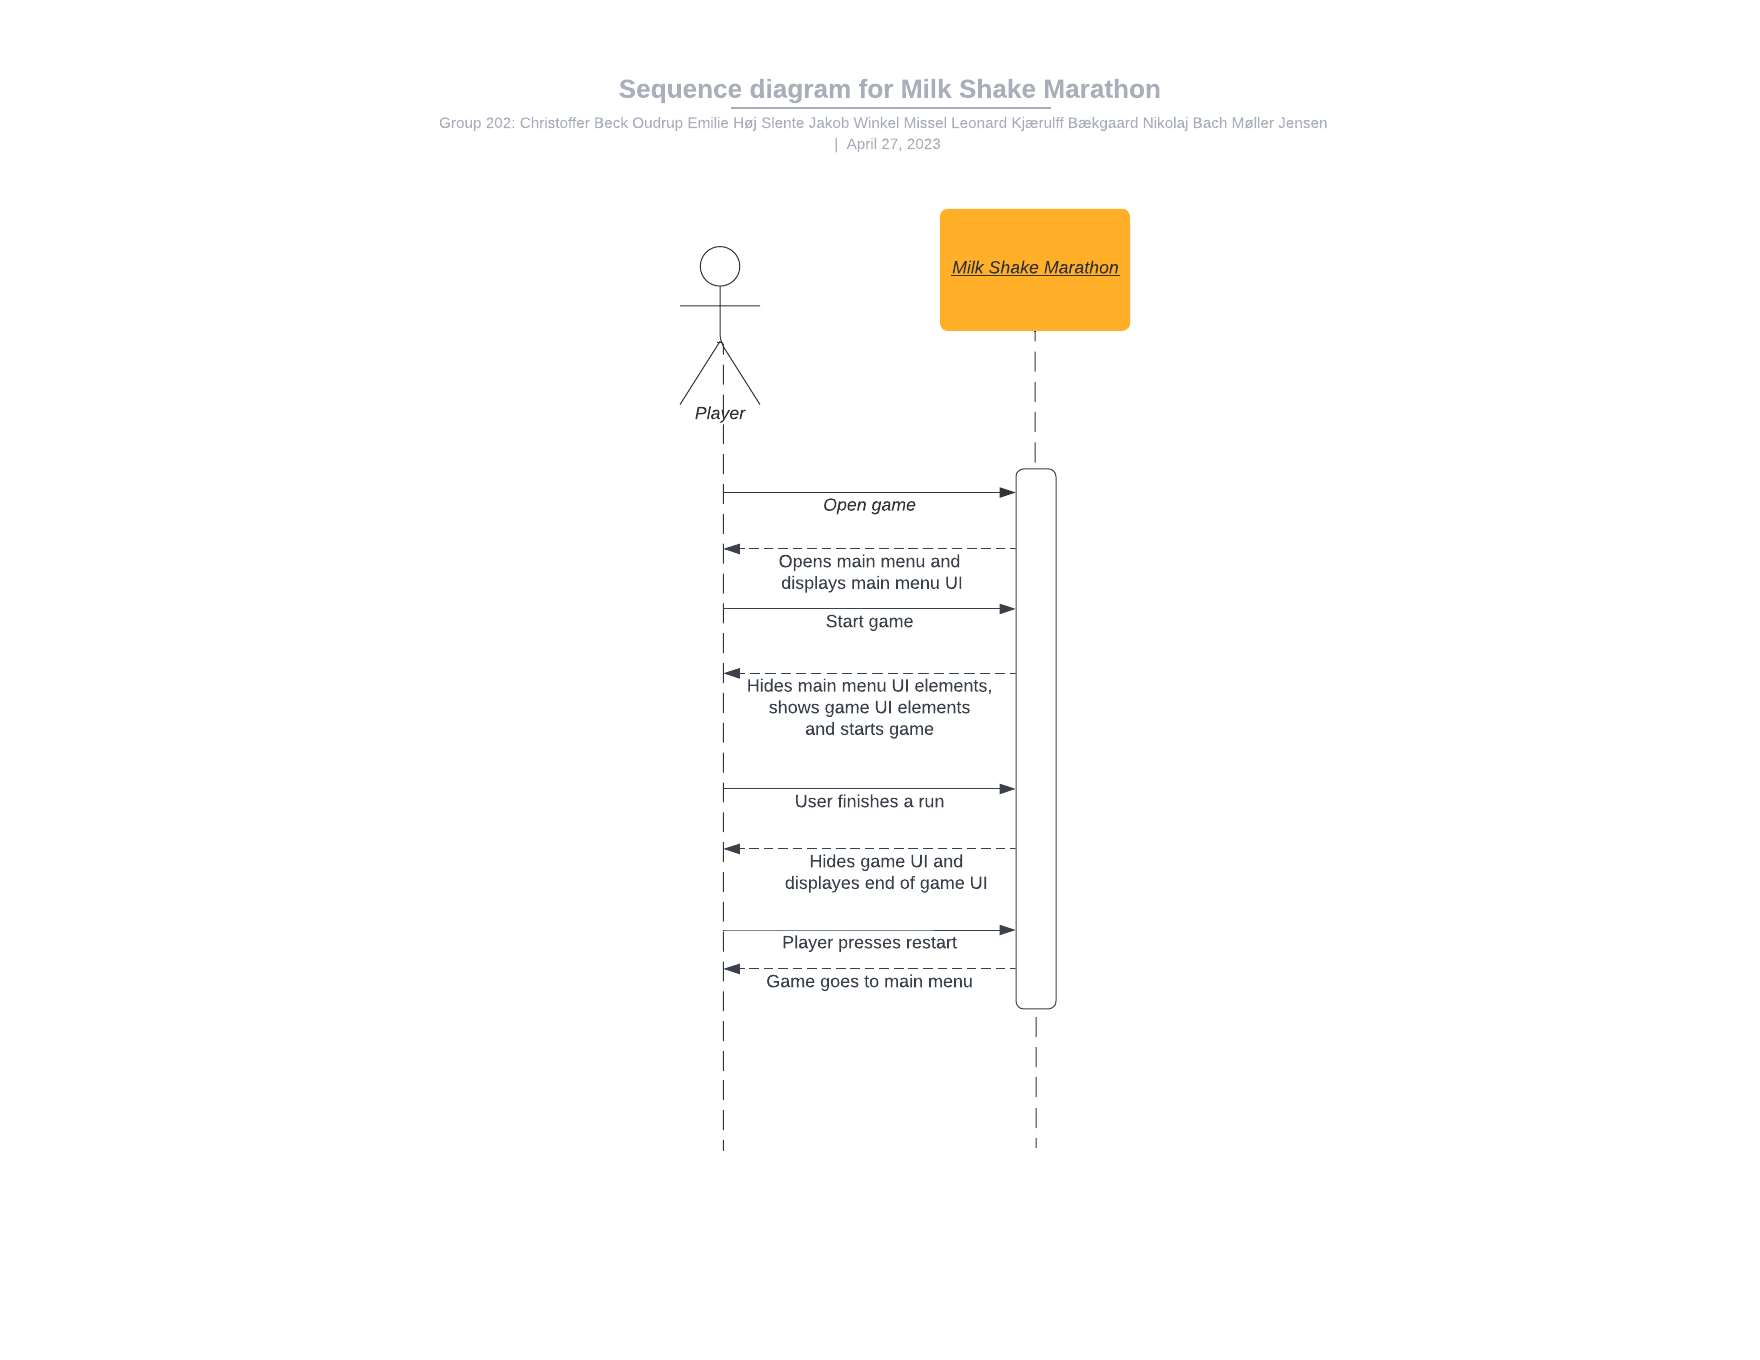 Sequence diagram for Milk Shake Marathon
Group 202: Christoffer Beck Oudrup Emilie Høj Slente Jakob Winkel Missel Leonard Kjærulff Bækgaard Nikolaj Bach Møller Jensen
| April 27, 2023
Milk Shake Marathon
Player
Open game
Opens main menu and
displays main menu UI
Start game
Hides main menu UI elements,
shows game UI elements
and starts game
User finishes a run
Hides game UI and
displayes end of game UI
Player presses restart
Game goes to main menu